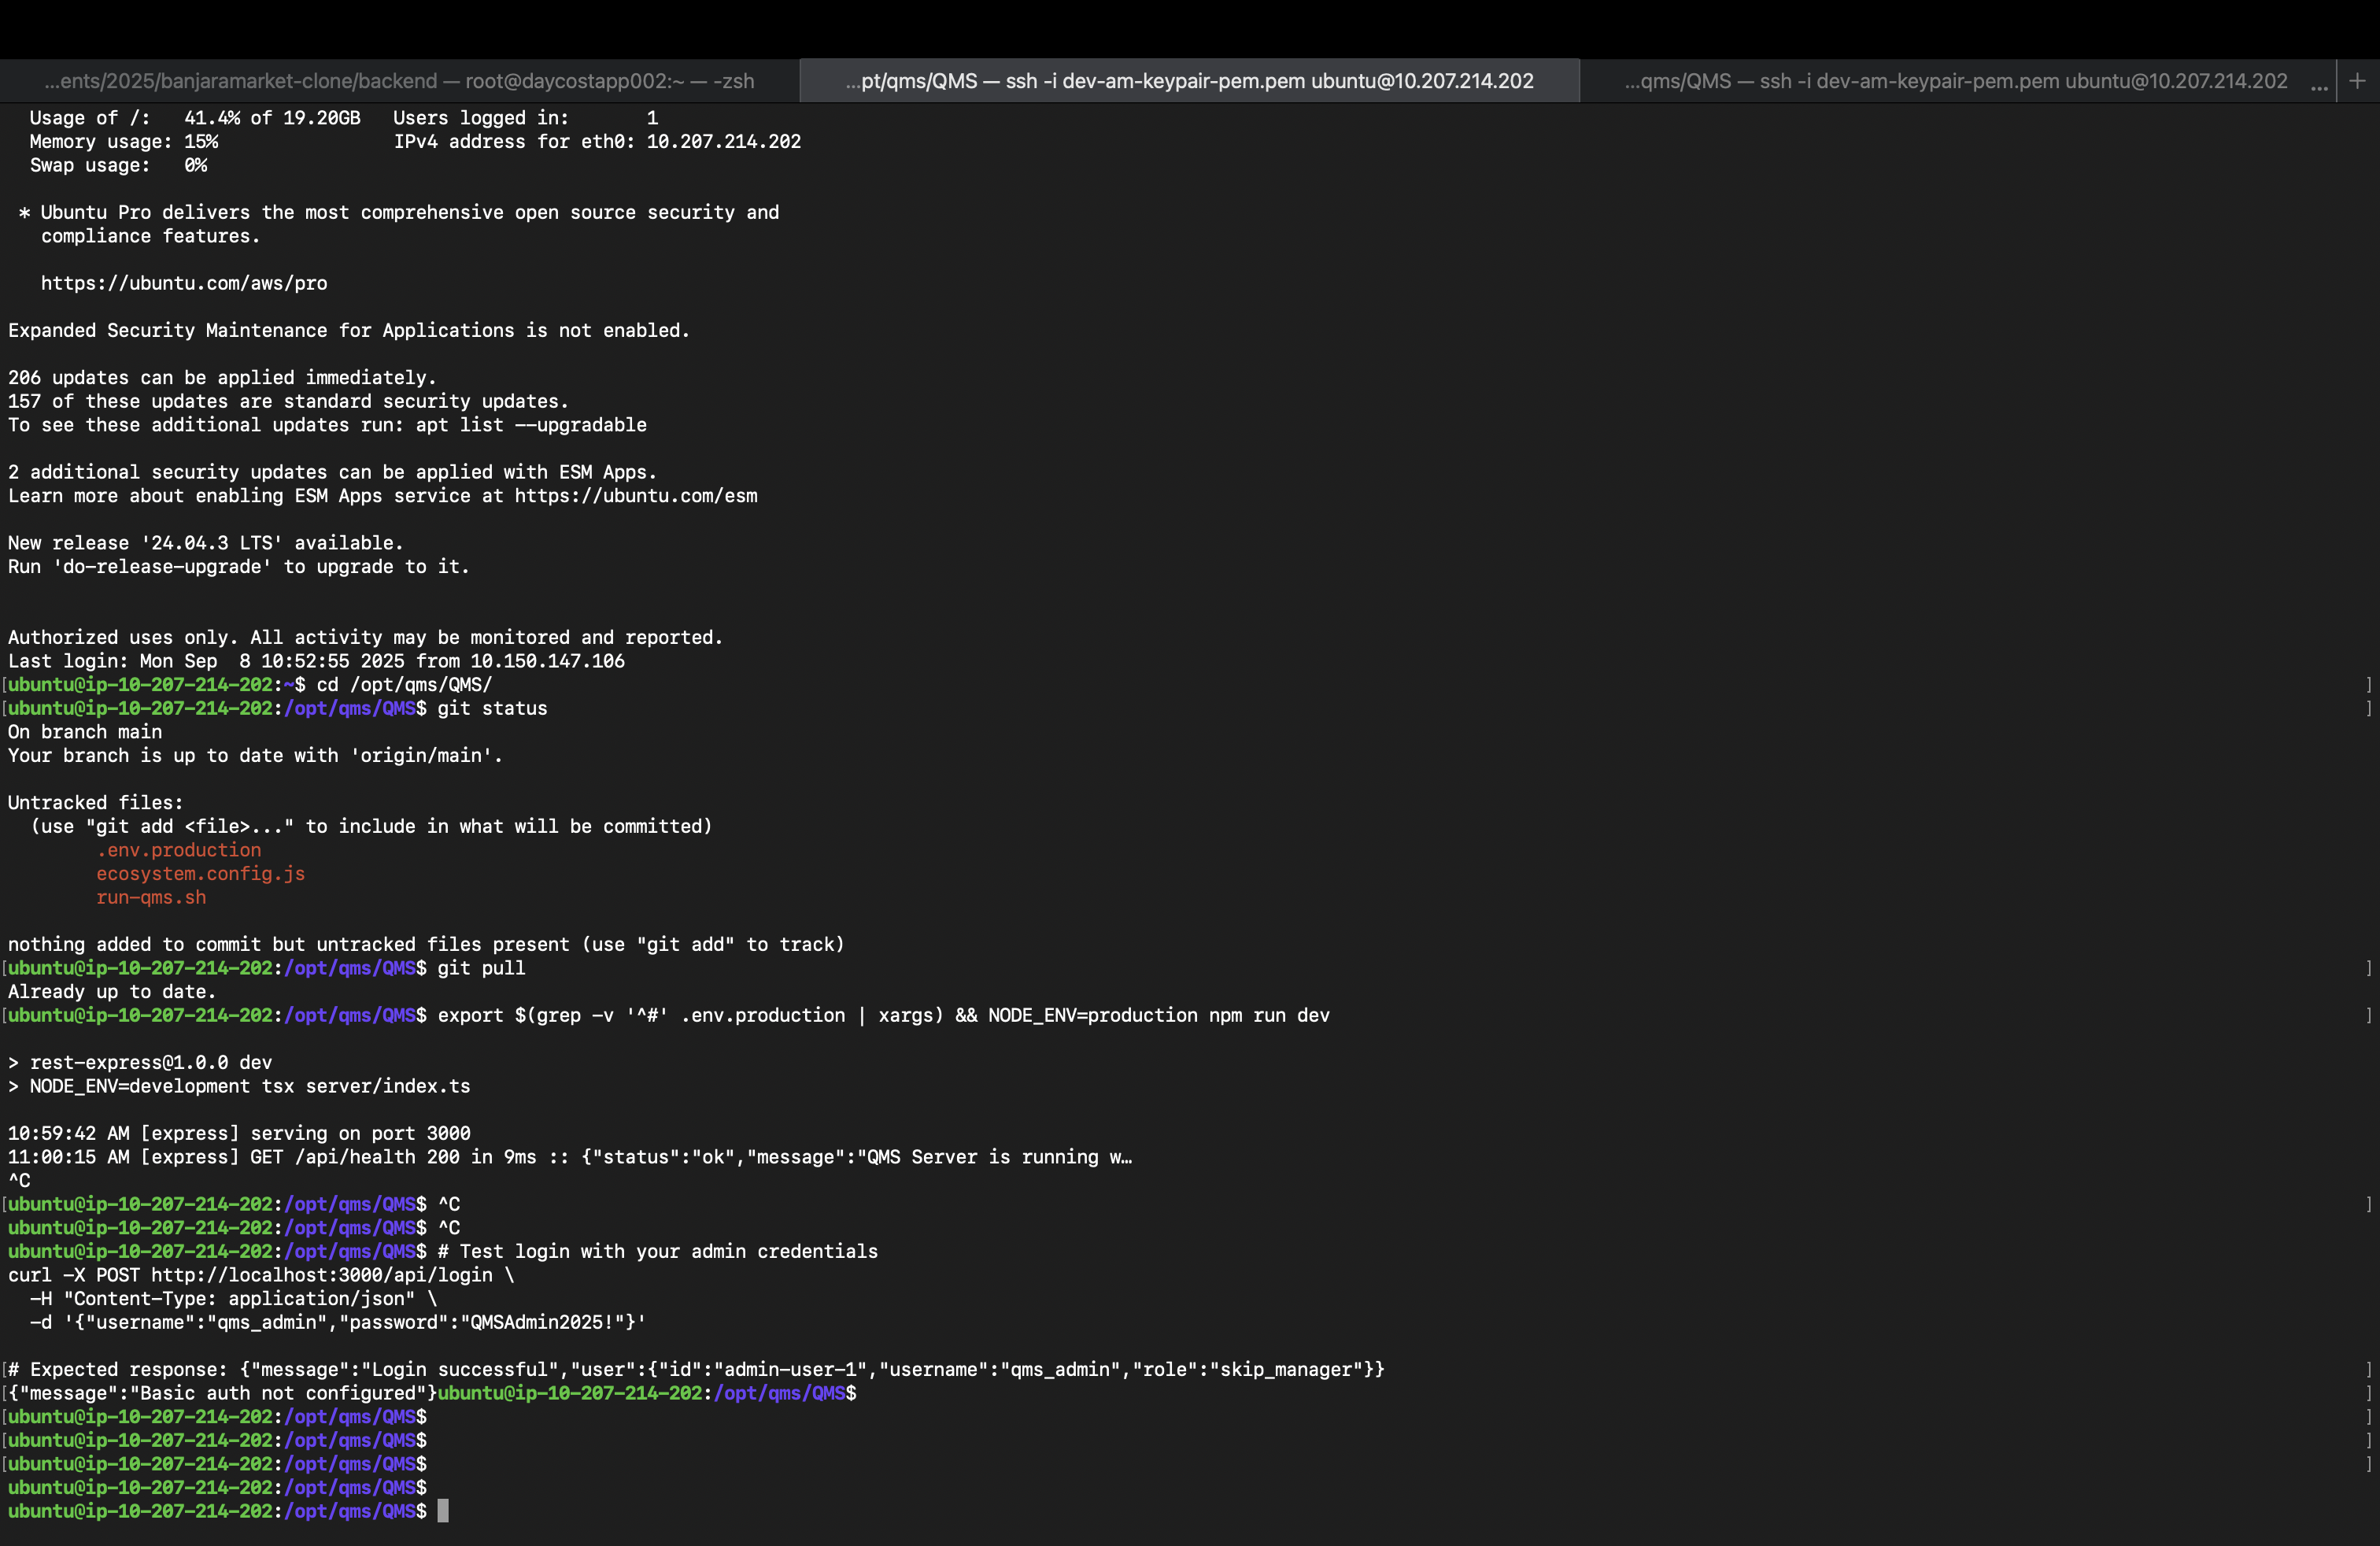 ...ents/2025/banjaramarket-clone/backend — root@daycostapp002:~ — -zsh
...pt/qms/QMS — ssh -i dev-am-keypair-pem.pem ubuntu@10.207.214.202
...qms/QMS — ssh -i dev-am-keypair-pem.pem ubuntu@10.207.214.202 ... +
  Usage of /:   41.4% of 19.20GB   Users logged in:       1
  Memory usage: 15%                IPv4 address for eth0: 10.207.214.202
  Swap usage:   0%
 * Ubuntu Pro delivers the most comprehensive open source security and
   compliance features.
   https://ubuntu.com/aws/pro
Expanded Security Maintenance for Applications is not enabled.
206 updates can be applied immediately.
157 of these updates are standard security updates.
To see these additional updates run: apt list --upgradable
2 additional security updates can be applied with ESM Apps.
Learn more about enabling ESM Apps service at https://ubuntu.com/esm
New release '24.04.3 LTS' available.
Run 'do-release-upgrade' to upgrade to it.
Authorized uses only. All activity may be monitored and reported.
Last login: Mon Sep  8 10:52:55 2025 from 10.150.147.106
[ubuntu@ip-10-207-214-202:~$ cd /opt/qms/QMS/ ]
[ubuntu@ip-10-207-214-202:/opt/qms/QMS$ git status ]
On branch main
Your branch is up to date with 'origin/main'.
Untracked files:
  (use "git add <file>..." to include in what will be committed)
        .env.production
        ecosystem.config.js
        run-qms.sh
nothing added to commit but untracked files present (use "git add" to track)
[ubuntu@ip-10-207-214-202:/opt/qms/QMS$ git pull ]
Already up to date.
[ubuntu@ip-10-207-214-202:/opt/qms/QMS$ export $(grep -v '^#' .env.production | xargs) && NODE_ENV=production npm run dev ]
> rest-express@1.0.0 dev
> NODE_ENV=development tsx server/index.ts
10:59:42 AM [express] serving on port 3000
11:00:15 AM [express] GET /api/health 200 in 9ms :: {"status":"ok","message":"QMS Server is running w…
^C
[ubuntu@ip-10-207-214-202:/opt/qms/QMS$ ^C ]
ubuntu@ip-10-207-214-202:/opt/qms/QMS$ ^C
ubuntu@ip-10-207-214-202:/opt/qms/QMS$ # Test login with your admin credentials
curl -X POST http://localhost:3000/api/login \
  -H "Content-Type: application/json" \
  -d '{"username":"qms_admin","password":"QMSAdmin2025!"}'
[# Expected response: {"message":"Login successful","user":{"id":"admin-user-1","username":"qms_admin","role":"skip_manager"}} ]
[{"message":"Basic auth not configured"}ubuntu@ip-10-207-214-202:/opt/qms/QMS$ ]
[ubuntu@ip-10-207-214-202:/opt/qms/QMS$ ]
[ubuntu@ip-10-207-214-202:/opt/qms/QMS$ ]
[ubuntu@ip-10-207-214-202:/opt/qms/QMS$ ]
ubuntu@ip-10-207-214-202:/opt/qms/QMS$
ubuntu@ip-10-207-214-202:/opt/qms/QMS$